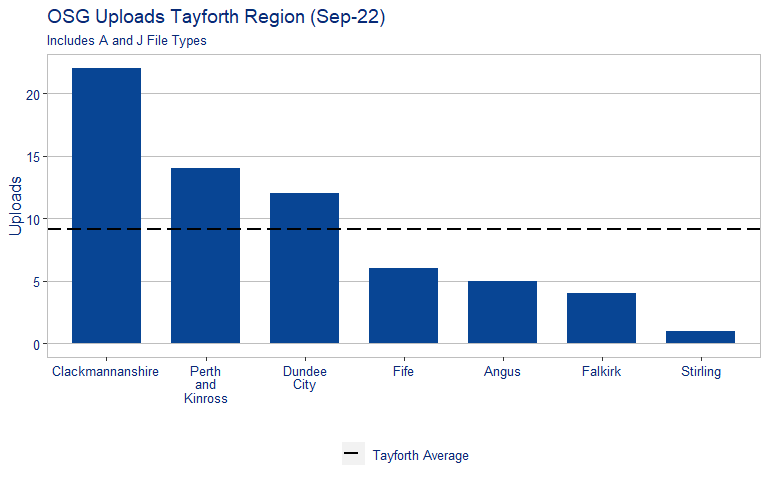 OSG Uploads Tayforth Region (Sep-22)
Includes A and J File Types
Uploads
20
15
10
5
0
Clackmannanshire
Perth
and
Kinross
Dundee
City
Fife
Angus
Falkirk
Stirling
Tayforth Average